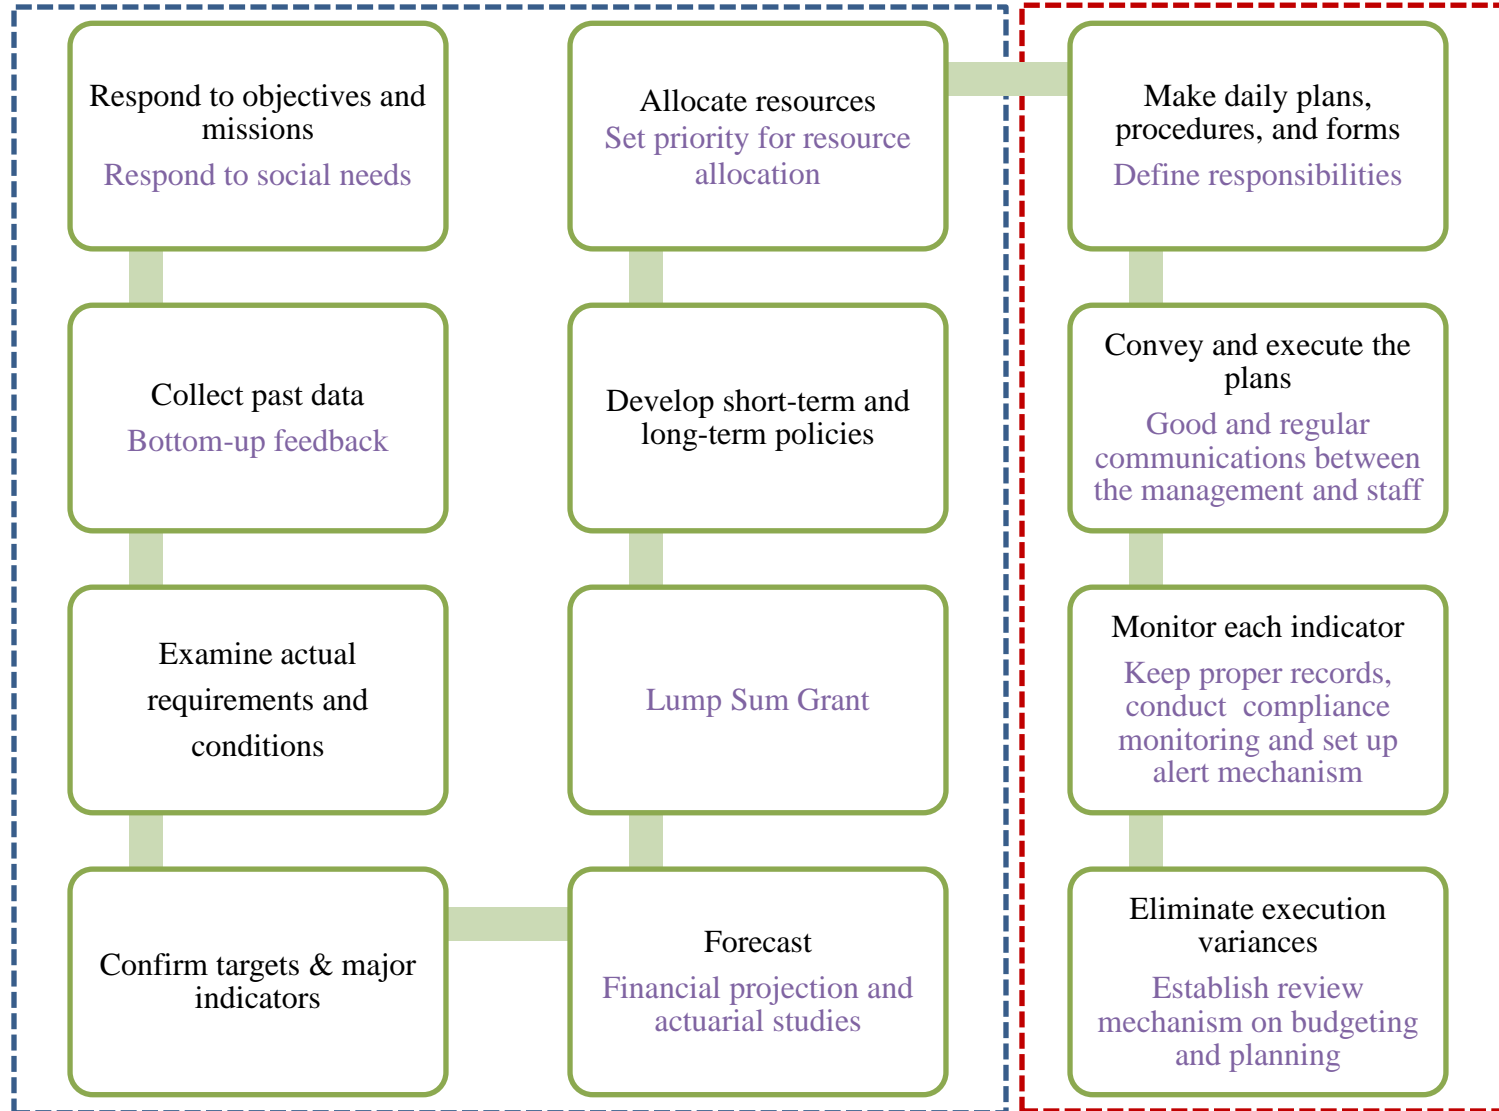 Respond to objectives and
missions
Respond to social needs
Collect past data
Bottom-up feedback
Examine actual
requirements and
conditions
Confirm targets & major
indicators
Forecast
Financial projection and
actuarial studies
Lump Sum Grant
Develop short-term and
long-term policies
Allocate resources
Set priority for resource
allocation
Make daily plans,
procedures, and forms
Define responsibilities
Convey and execute the
plans
Good and regular
communications between
the management and staff
Monitor each indicator
Keep proper records,
conduct  compliance
monitoring and set up
alert mechanism
Eliminate execution
variances
Establish review
mechanism on budgeting
and planning